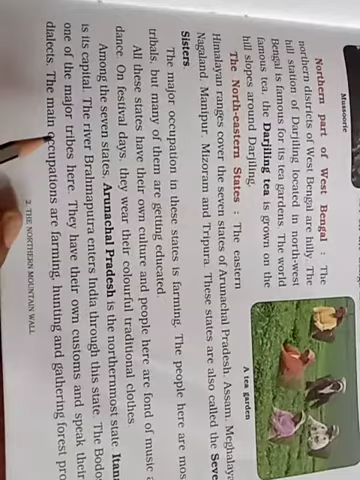 Mussoorie
Northern part of West Bengal : The
northern districts of West Bengal are hilly. The
hill station of Darjiling located in north-west
Bengal is famous for its tea gardens. The world
famous tea, the Darjiling tea is grown on the
hill slopes around Darjiling.
A tea garden
The North-eastern States : The eastern
Himalayan ranges cover the seven states of Arunachal Pradesh, Assam, Meghalaya,
Nagaland, Manipur, Mizoram and Tripura. These states are also called the Seve
Sisters.
The major occupation in these states is farming. The people here are mos
tribals, but many of them are getting educated.
All these states have their own culture and people here are fond of music a
dance. On festival days, they wear their colourful traditional clothes.
Among the seven states, Arunachal Pradesh is the northernmost state. Itana
is its capital. The river Brahmaputra enters India through this state. The Bodos
one of the major tribes here. They have their own customs and speak their
dialects. The main occupations are farming, hunting and gathering forest pro
2. THE NORTHERN MOUNTAIN WALL